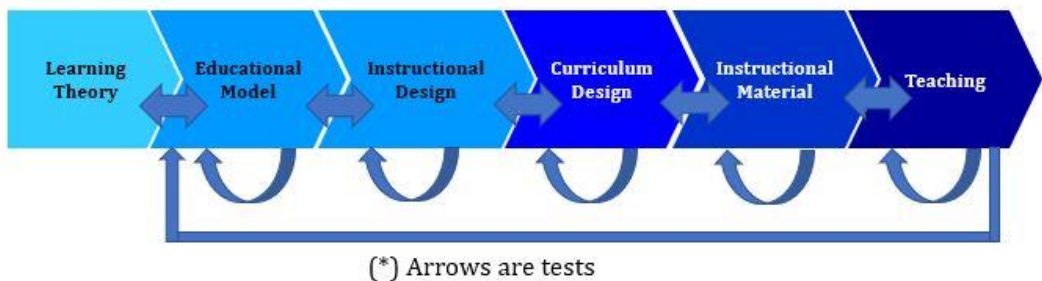 Learning
Theory
Educational
Model
Instructional
Design
Curriculum
Design
Instructional
Material
Teaching
(*) Arrows are tests